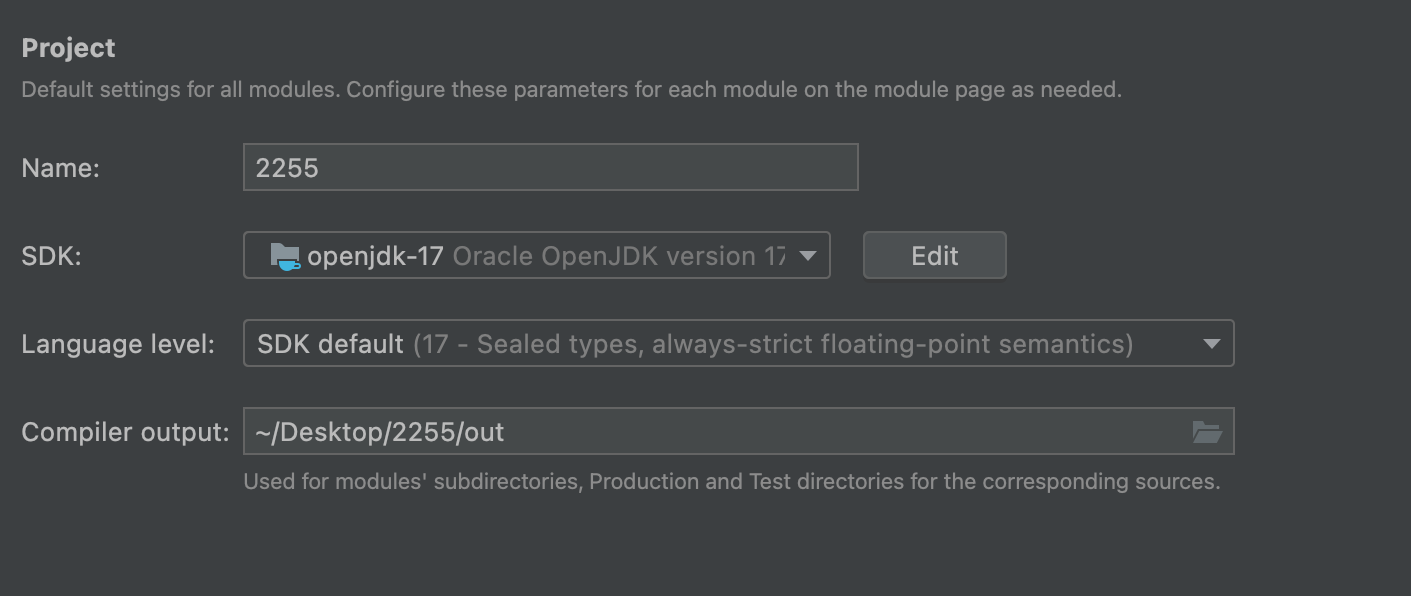 Project
Default settings for all modules. Configure these parameters for each module on the module page as needed.
Name: 2255
SDK: openjdk-17 Oracle OpenJDK version 17 Edit
Language level: SDK default (17 - Sealed types, always-strict floating-point semantics)
Compiler output: ~/Desktop/2255/out
Used for modules' subdirectories, Production and Test directories for the corresponding sources.